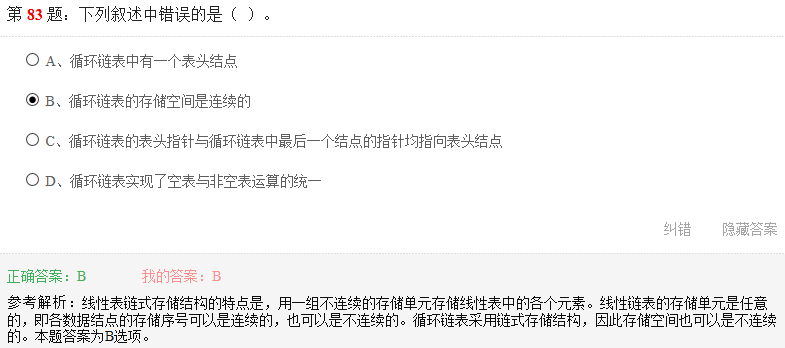 第 83 题：下列叙述中错误的是（ ）。
A、循环链表中有一个表头结点
B、循环链表的存储空间是连续的
C、循环链表的表头指针与循环链表中最后一个结点的指针均指向表头结点
D、循环链表实现了空表与非空表运算的统一
纠错 隐藏答案
正确答案：B 我的答案：B
参考解析：线性表链式存储结构的特点是，用一组不连续的存储单元存储线性表中的各个元素。线性链表的存储单元是任意
的，即各数据结点的存储序号可以是连续的，也可以是不连续的。循环链表采用链式存储结构，因此存储空间也可以是不连续
的。本题答案为B选项。